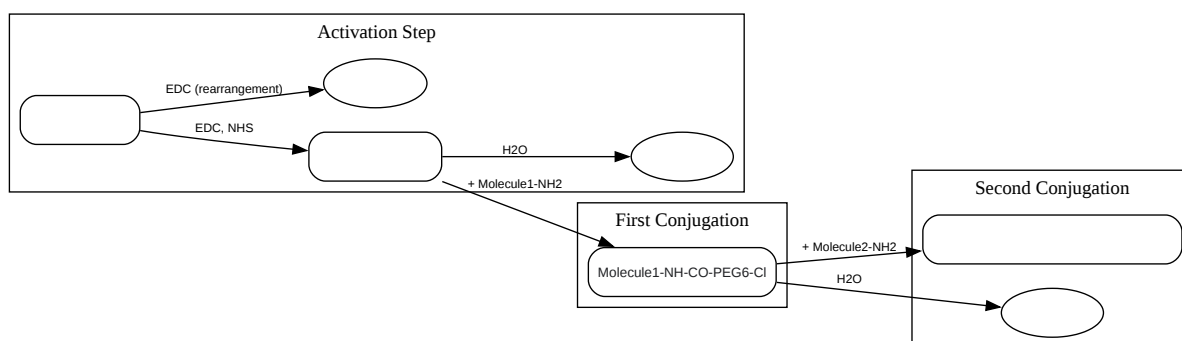 Activation Step
EDC (rearrangement)
EDC, NHS
H2O
+ Molecule1-NH2
First Conjugation
Molecule1-NH-CO-PEG6-Cl
Second Conjugation
+ Molecule2-NH2
H2O